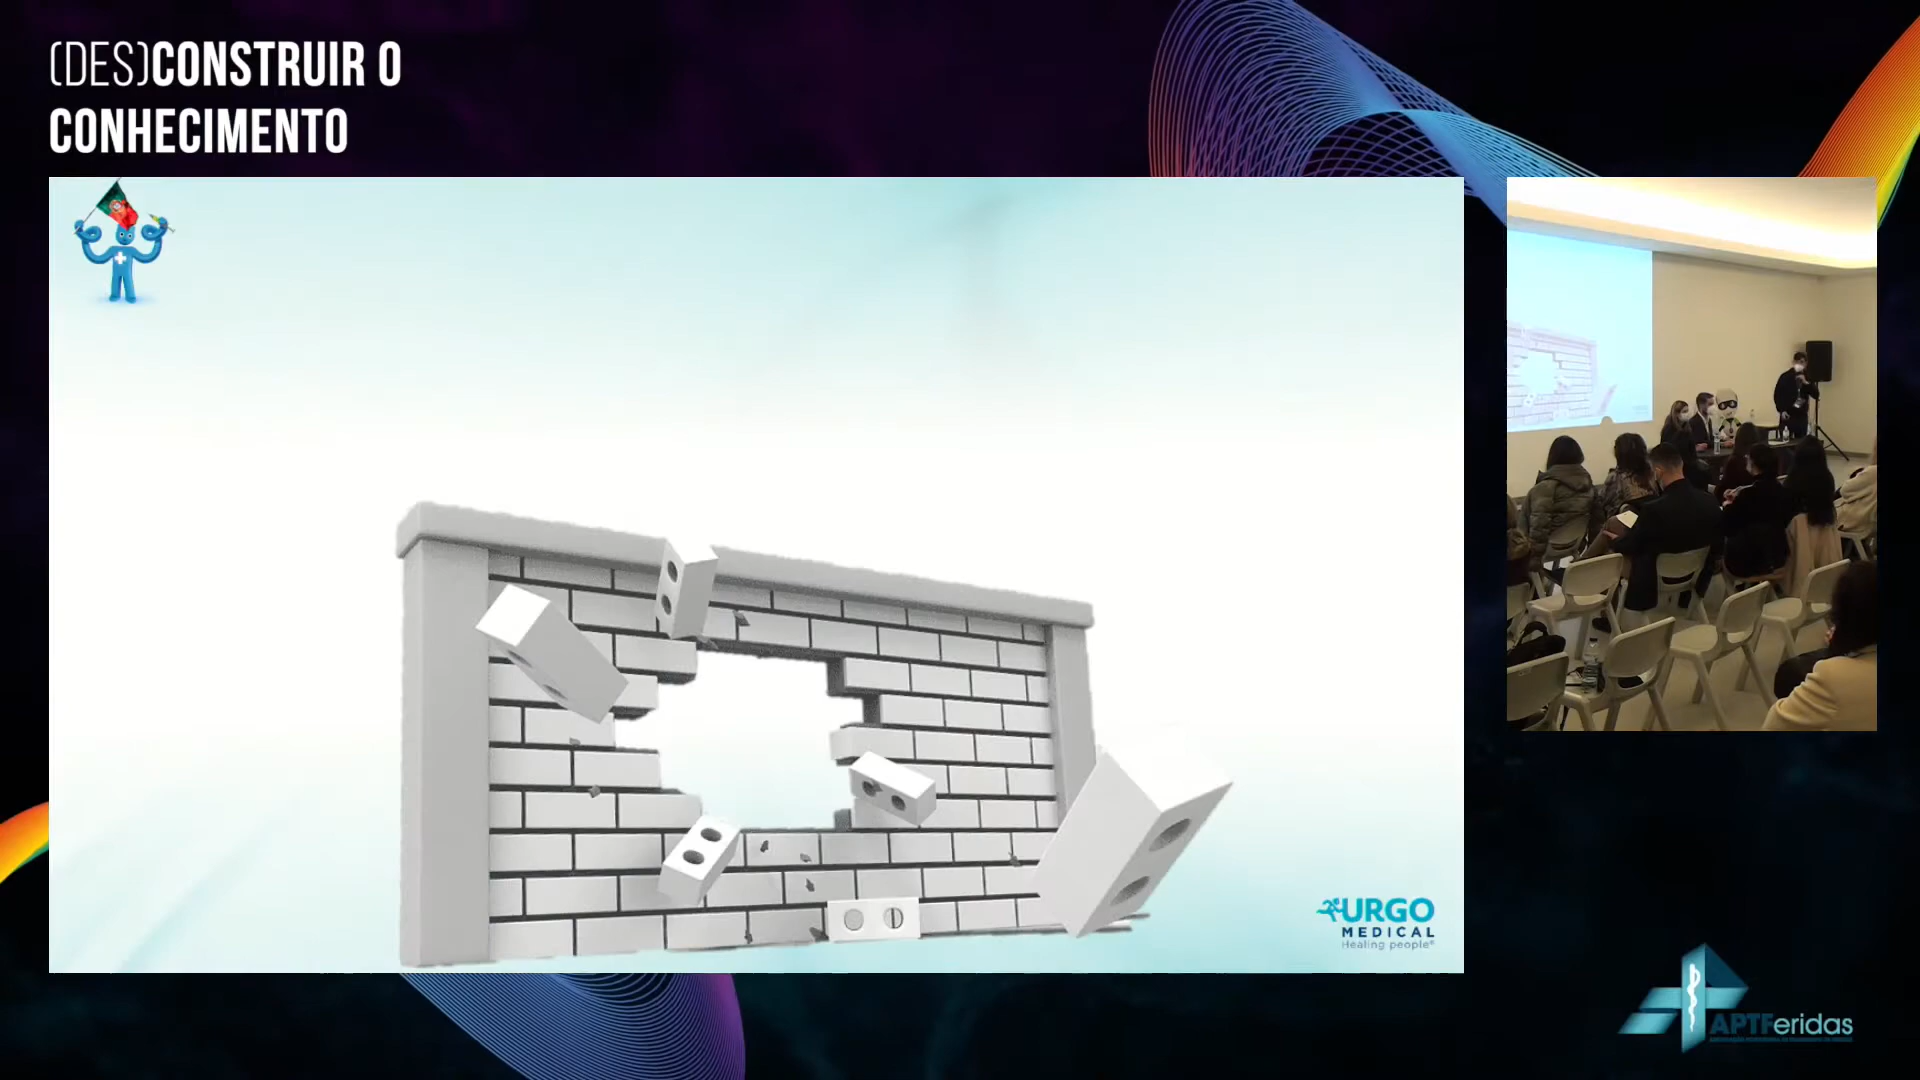 (DES)CONSTRUIR O
CONHECIMENTO
URGO
MEDICAL
Healing people®
APTFeridas